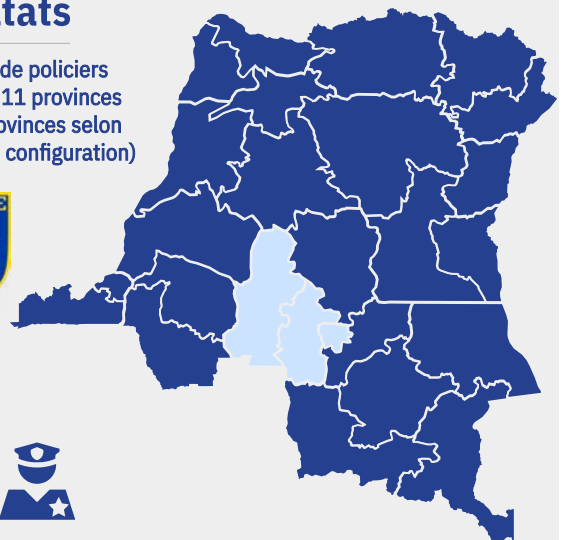 tats
de policiers
11 provinces
ovinces selon
configuration)
E